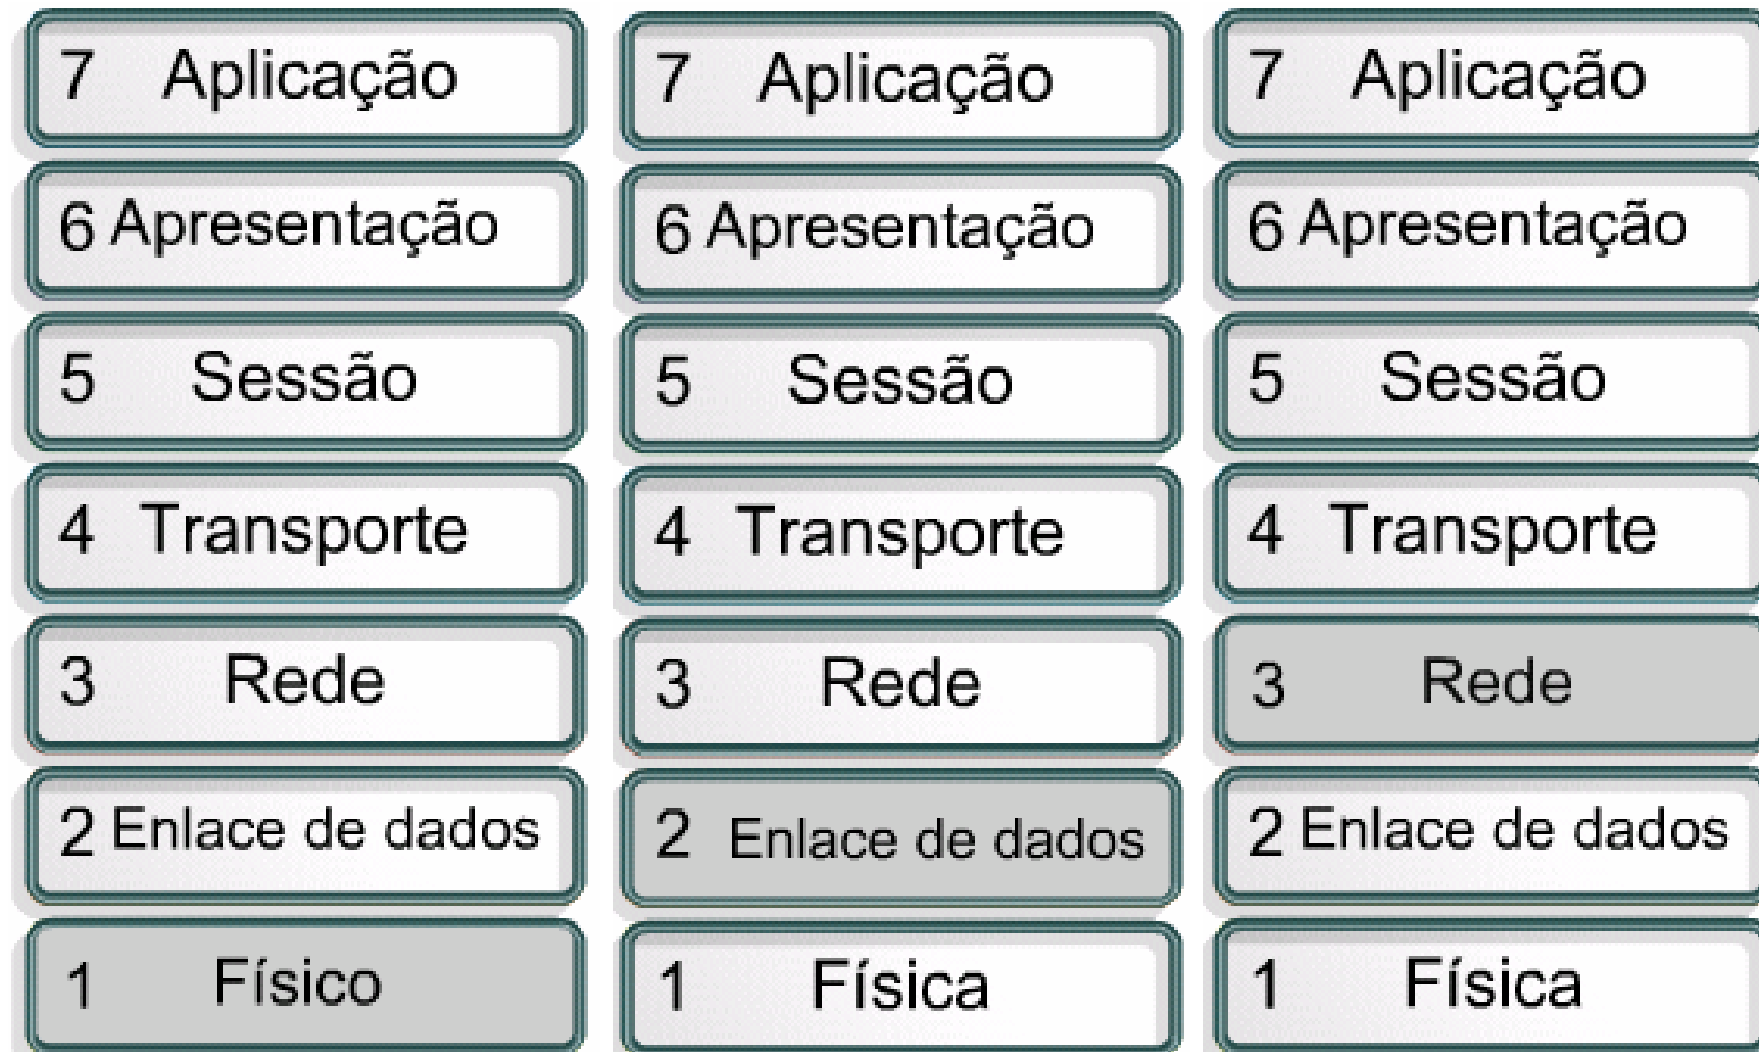 7 Aplicação
6 Apresentação
5 Sessão
4 Transporte
3 Rede
2 Enlace de dados
1 Físico
7 Aplicação
6 Apresentação
5 Sessão
4 Transporte
3 Rede
2 Enlace de dados
1 Física
7 Aplicação
6 Apresentação
5 Sessão
4 Transporte
3 Rede
2 Enlace de dados
1 Física